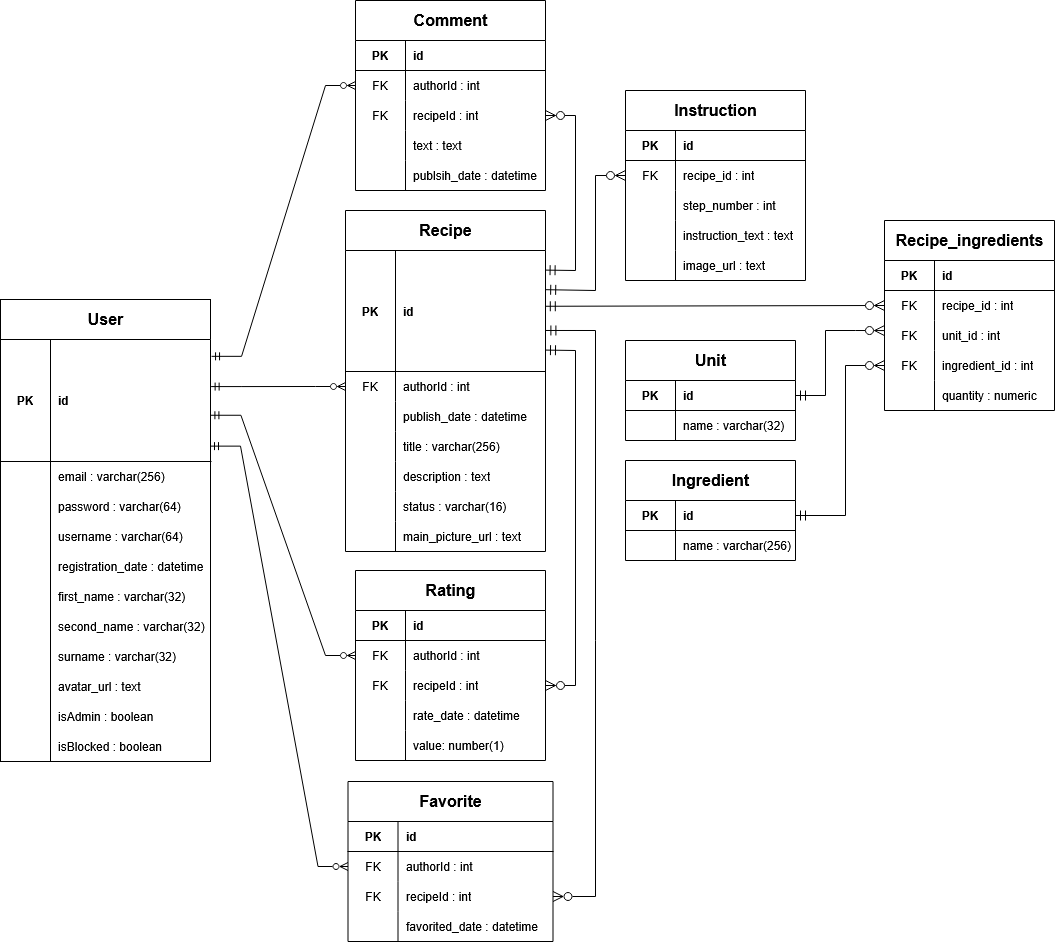 Comment
PK id
FK authorId : int
FK recipeId : int
text : text
publsih_date : datetime
Instruction
PK id
FK recipe_id : int
step_number : int
instruction_text : text
image_url : text
Recipe
PK id
FK authorId : int
publish_date : datetime
title : varchar(256)
description : text
status : varchar(16)
main_picture_url : text
Recipe_ingredients
PK id
FK recipe_id : int
FK unit_id : int
FK ingredient_id : int
quantity : numeric
User
PK id
email : varchar(256)
password : varchar(64)
username : varchar(64)
registration_date : datetime
first_name : varchar(32)
second_name : varchar(32)
surname : varchar(32)
avatar_url : text
isAdmin : boolean
isBlocked : boolean
Unit
PK id
name : varchar(32)
Ingredient
PK id
name : varchar(256)
Rating
PK id
FK authorId : int
FK recipeId : int
rate_date : datetime
value: number(1)
Favorite
PK id
FK authorId : int
FK recipeId : int
favorited_date : datetime